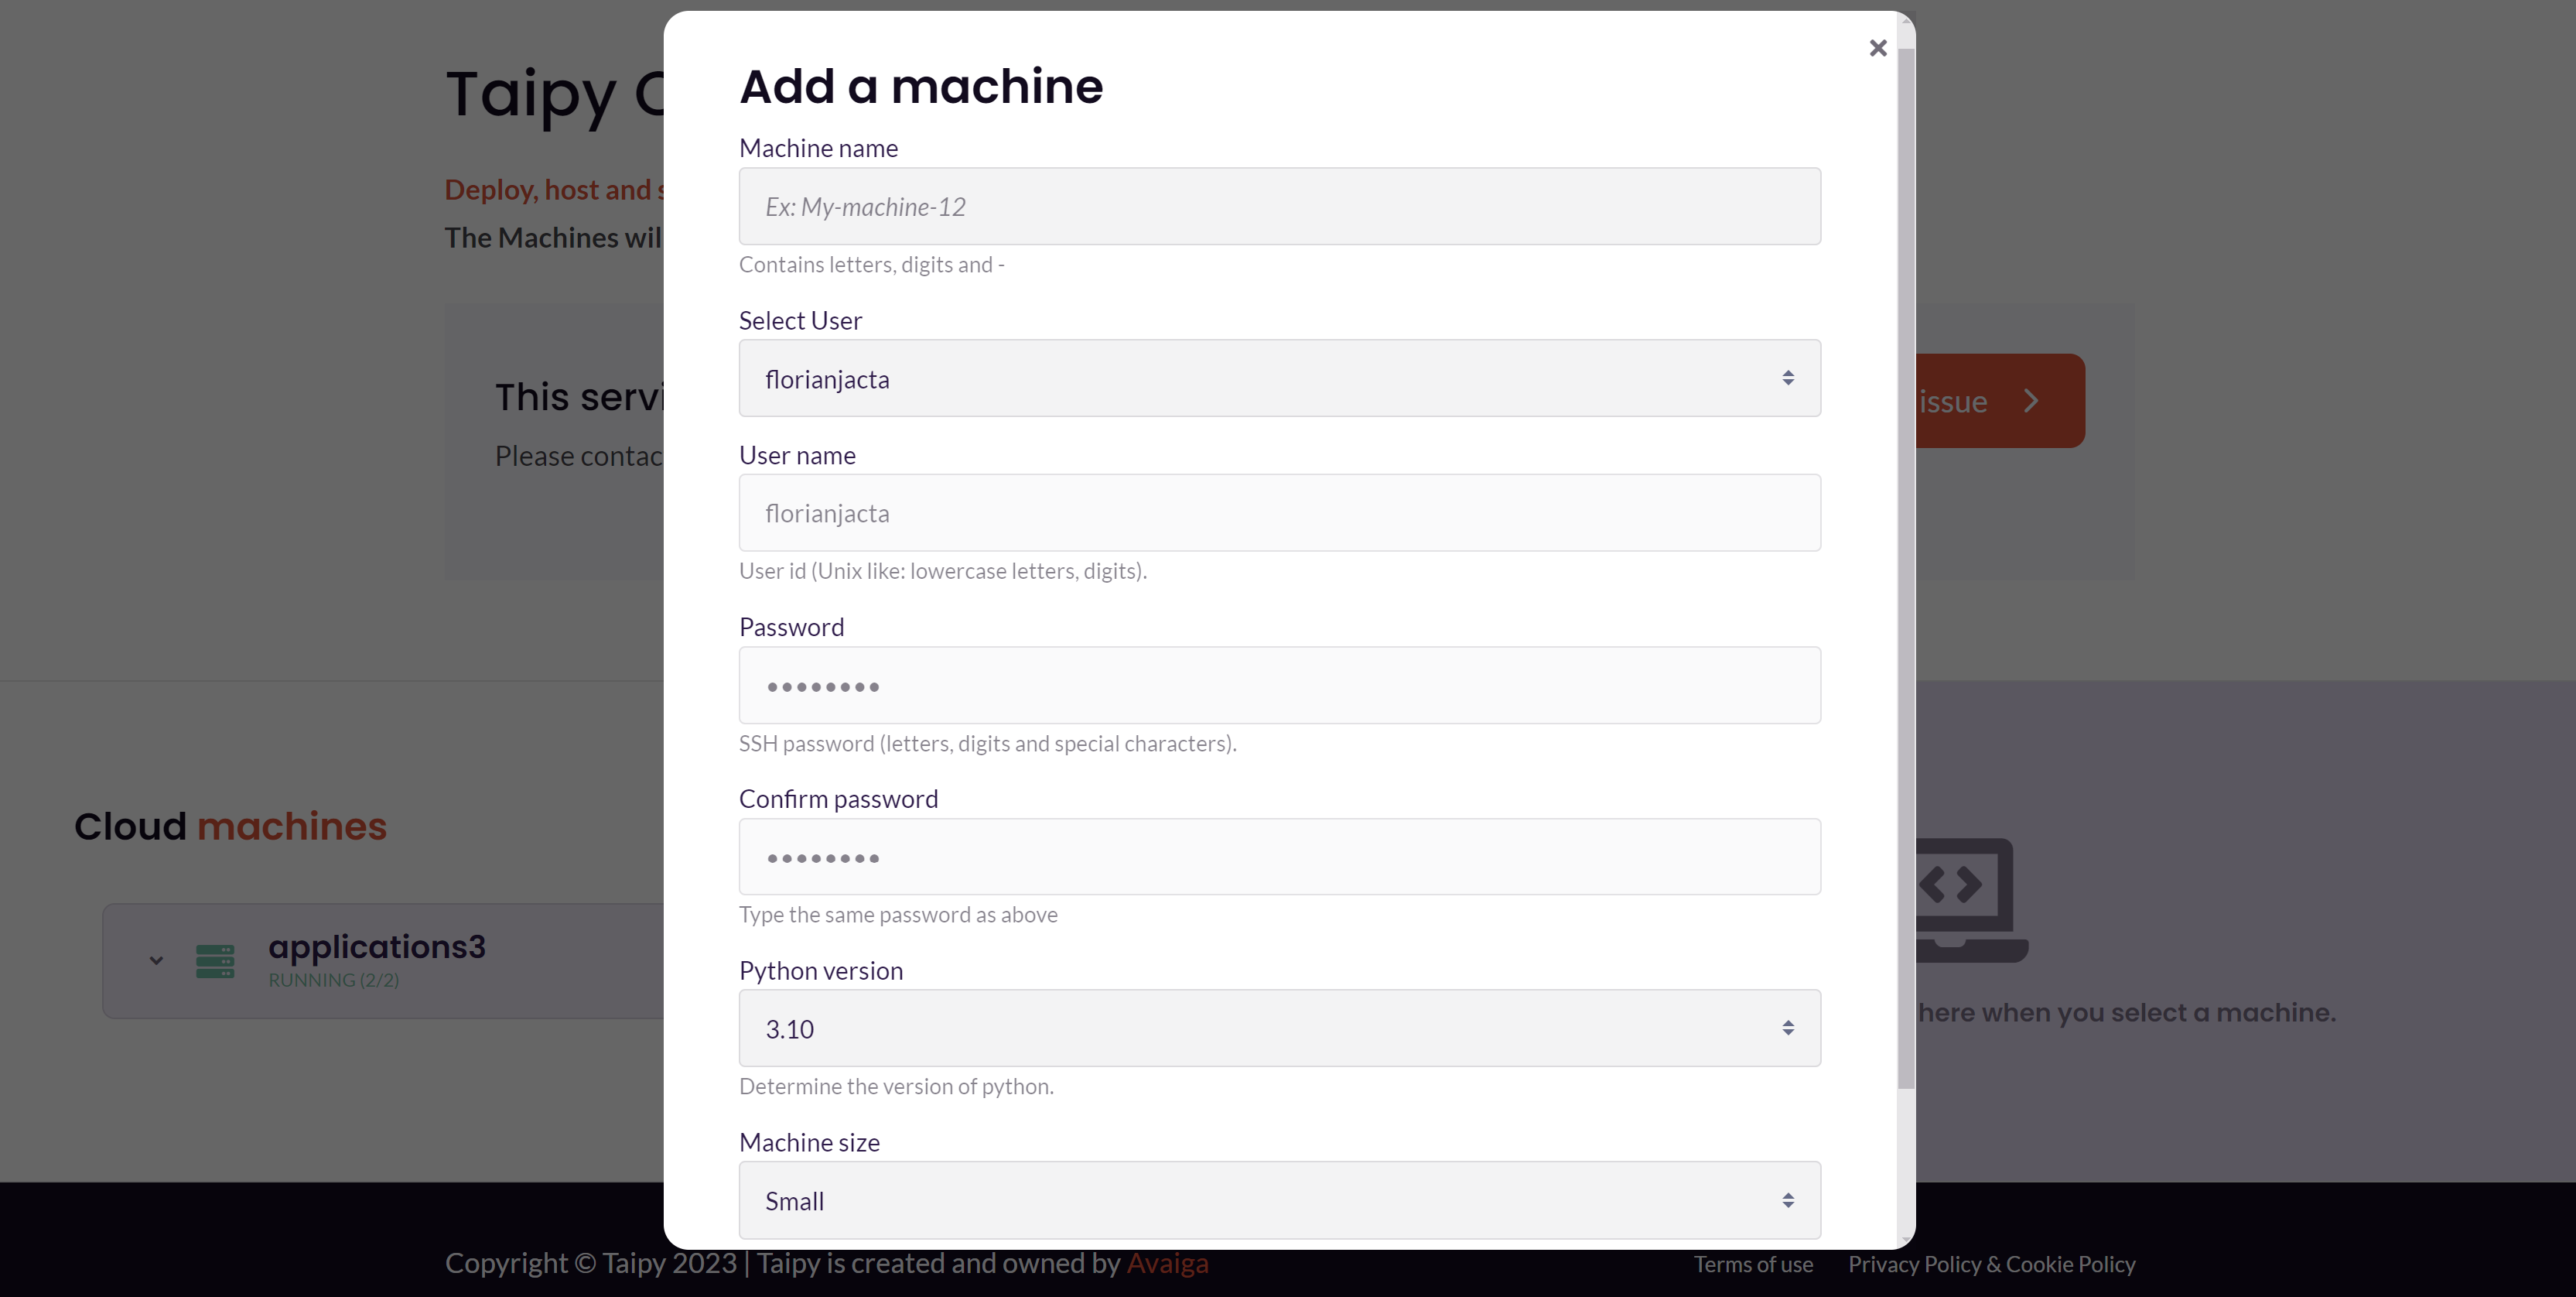 Add a machine
Machine name
Ex: My-machine-12
Contains letters, digits and -
Select User
florianjacta
User name
florianjacta
User id (Unix like: lowercase letters, digits).
Password
••••••••
SSH password (letters, digits and special characters).
Confirm password
••••••••
Type the same password as above
Python version
3.10
Determine the version of python.
Machine size
Small
Taipy
Deploy, host and
The Machines
This
Please
issue
Cloud machines
applications3
RUNNING (2/2)
here when you select a machine.
Copyright © Taipy 2023 | Taipy is created and owned by Avaiga
Terms of use
Privacy Policy & Cookie Policy